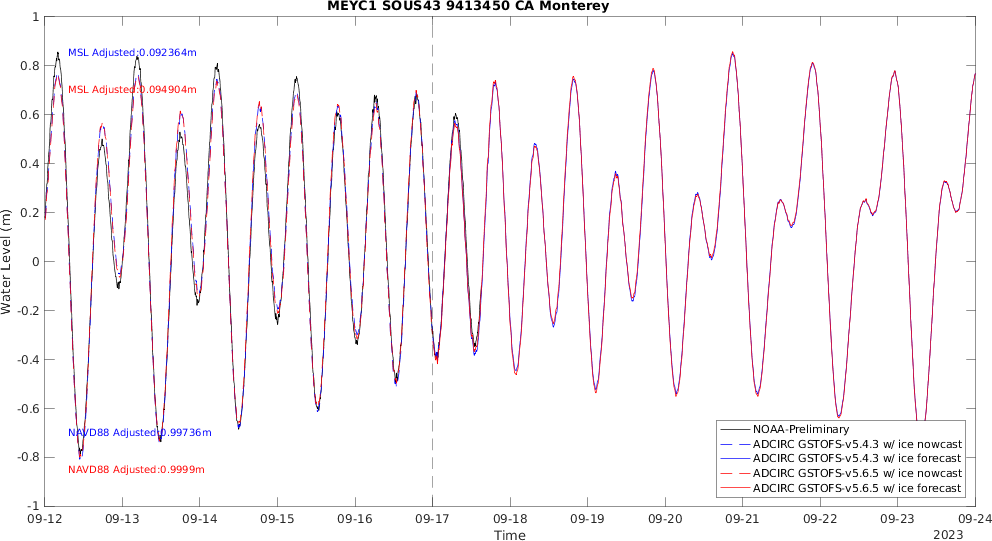 MEYC1 SOUS43 9413450 CA Monterey
Water Level (m)
1
0.8
0.6
0.4
0.2
0
-0.2
-0.4
-0.6
-0.8
-1
MSL Adjusted:0.092364m
MSL Adjusted:0.094904m
NAVD88 Adjusted:0.99736m
NAVD88 Adjusted:0.9999m
NOAA-Preliminary
ADCIRC GSTOFS-v5.4.3 w/ ice nowcast
ADCIRC GSTOFS-v5.4.3 w/ ice forecast
ADCIRC GSTOFS-v5.6.5 w/ ice nowcast
ADCIRC GSTOFS-v5.6.5 w/ ice forecast
09-12 09-13 09-14 09-15 09-16 09-17 09-18 09-19 09-20 09-21 09-22 09-23 09-24
Time
2023